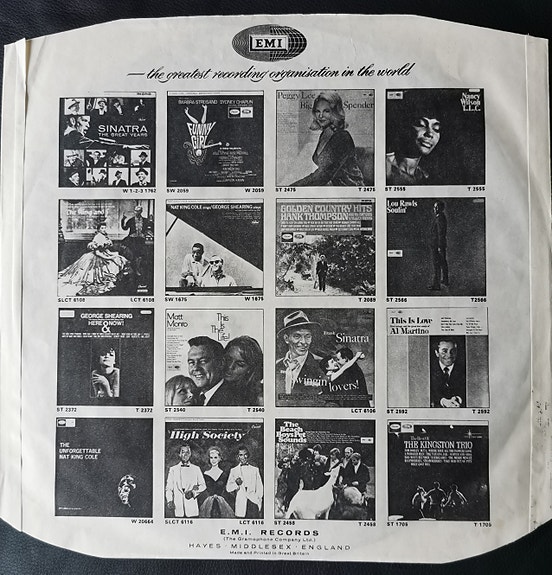 EMI
—the greatest recording organisation in the world
SINATRA
THE GREAT YEARS
W 1-2-3 1762
BARBRA STREISAND SYDNEY CHAPLIN
FUNNY
GIRL
SW 2059
W 2059
Peggy Lee
Big
Spender
ST 2475
T 2475
Nancy
Wilson
ST 2555
T 2555
The King and I
SLCT 6108
LCT 6108
NAT KING COLE sings/GEORGE SHEARING plays
SW 1675
W 1675
GOLDEN COUNTRY HITS
HANK THOMPSON
T 2089
Lou Rawls
Soulin'
ST 2566
T2566
GEORGE SHEARING
HERE & NOW!
ST 2372
T 2372
Matt
Monro
This
Is
The
Life!
ST 2540
T 2540
Frank
Sinatra
swingin' lovers!
LCT 6106
This Is Love
Al Martino
ST 2592
T 2592
THE
UNFORGETTABLE
NAT KING COLE
W 20664
High Society
SLCT 6116
LCT 6116
The
Beach
Boys Pet
Sounds
ST 2458
T 2458
The Best Of
THE KINGSTON TRIO
ST 1705
T 1705
E.M.I. RECORDS
(The Gramophone Company Ltd.)
HAYES · MIDDLESEX · ENGLAND
Made and Printed in Great Britain